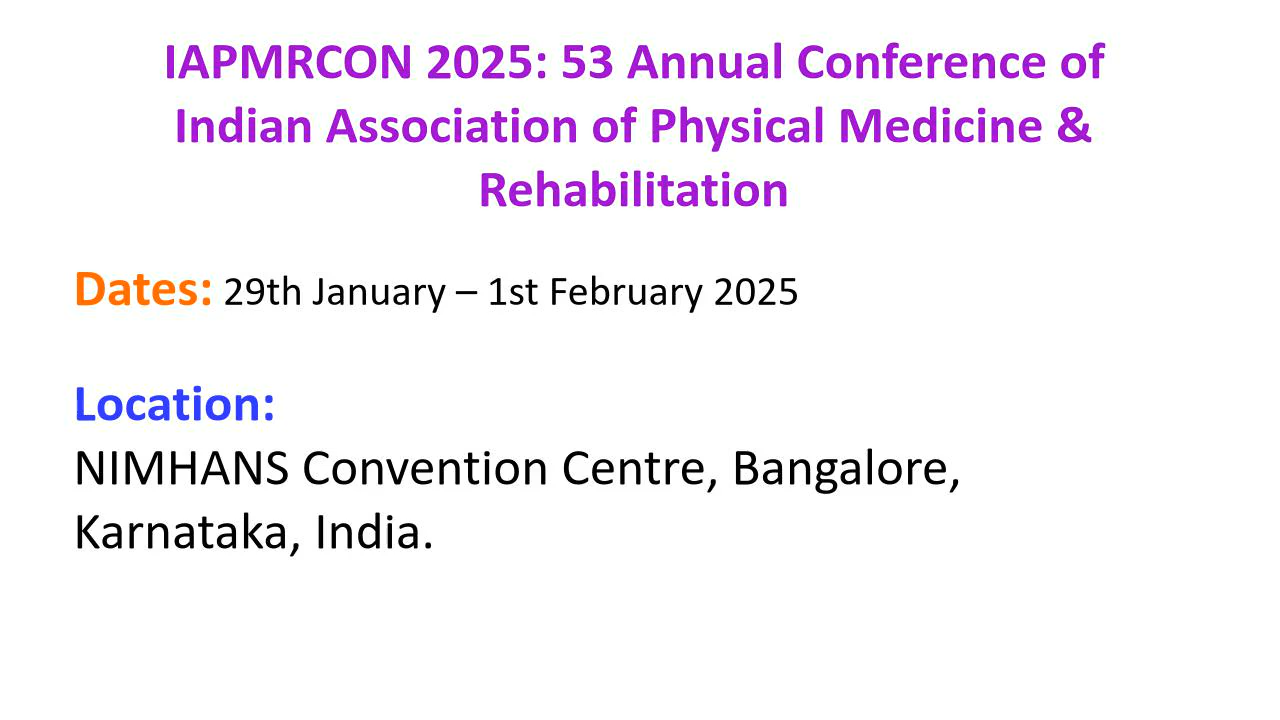 IAPMRCON 2025: 53 Annual Conference of
Indian Association of Physical Medicine &
Rehabilitation
Dates: 29th January – 1st February 2025
Location:
NIMHANS Convention Centre, Bangalore,
Karnataka, India.